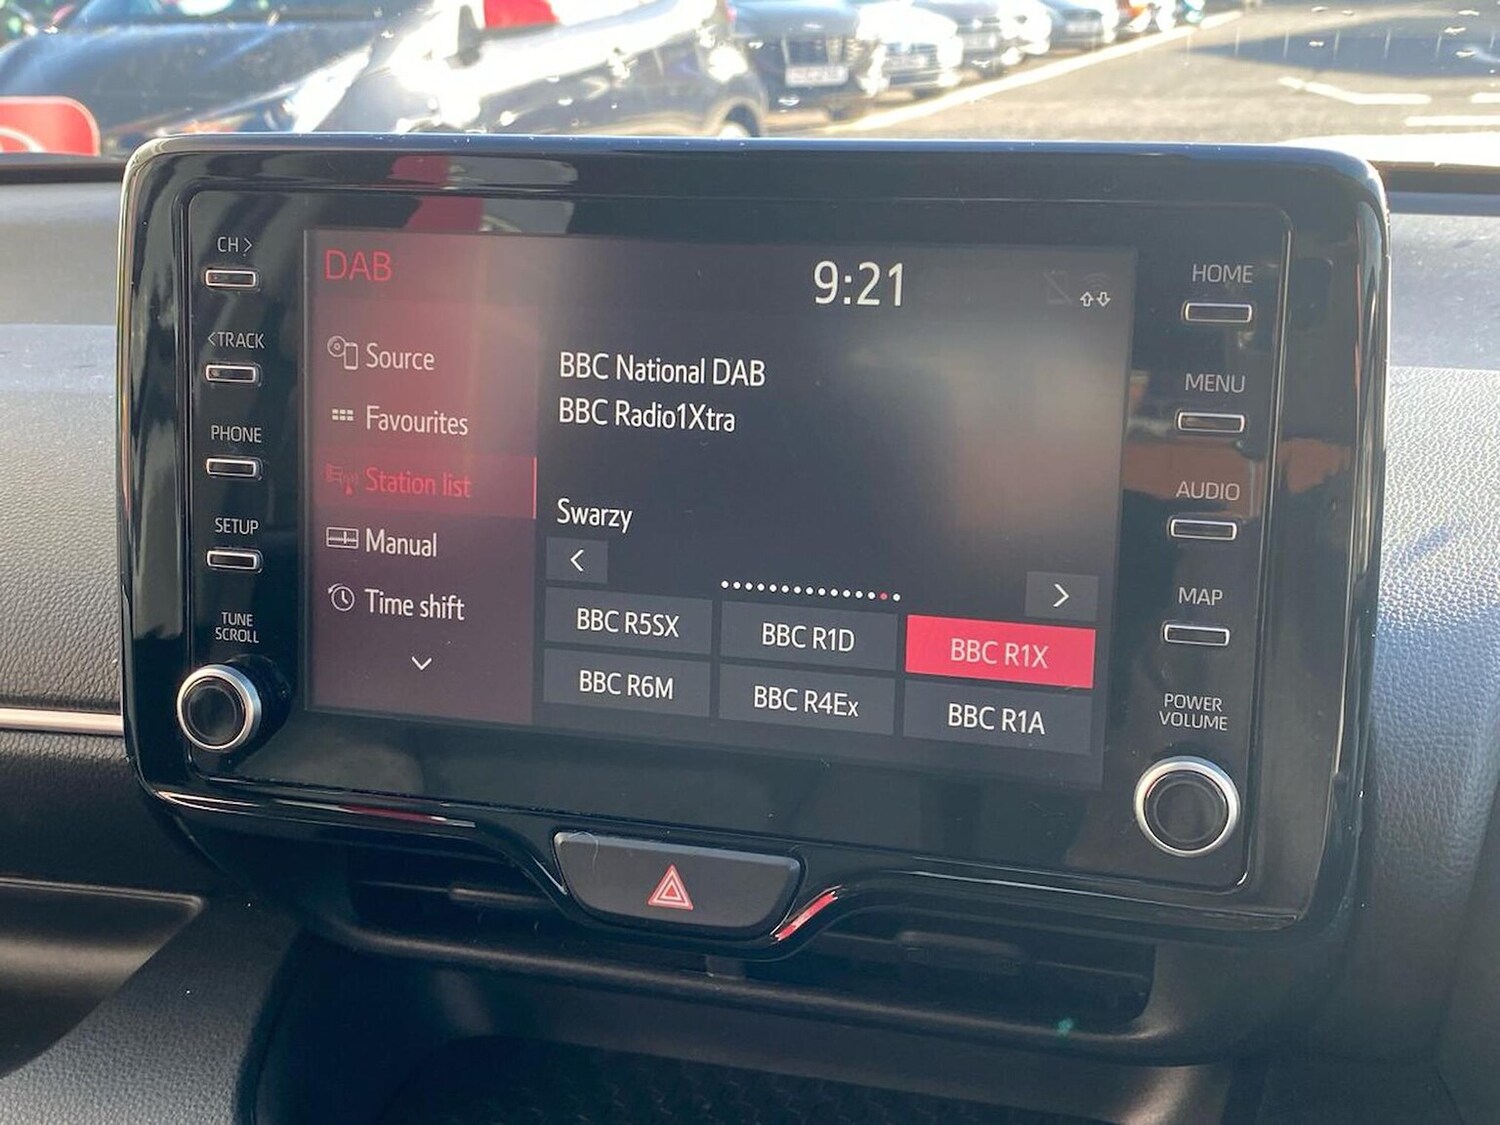 CH>
<TRACK
PHONE
SETUP
TUNE
SCROLL
DAB
9:21
Source
Favourites
Station list
Manual
Time shift
BBC National DAB
BBC Radio1Xtra
Swarzy
BBC R5SX
BBC R1D
BBC R1X
BBC R6M
BBC R4Ex
BBC R1A
HOME
MENU
AUDIO
MAP
POWER
VOLUME